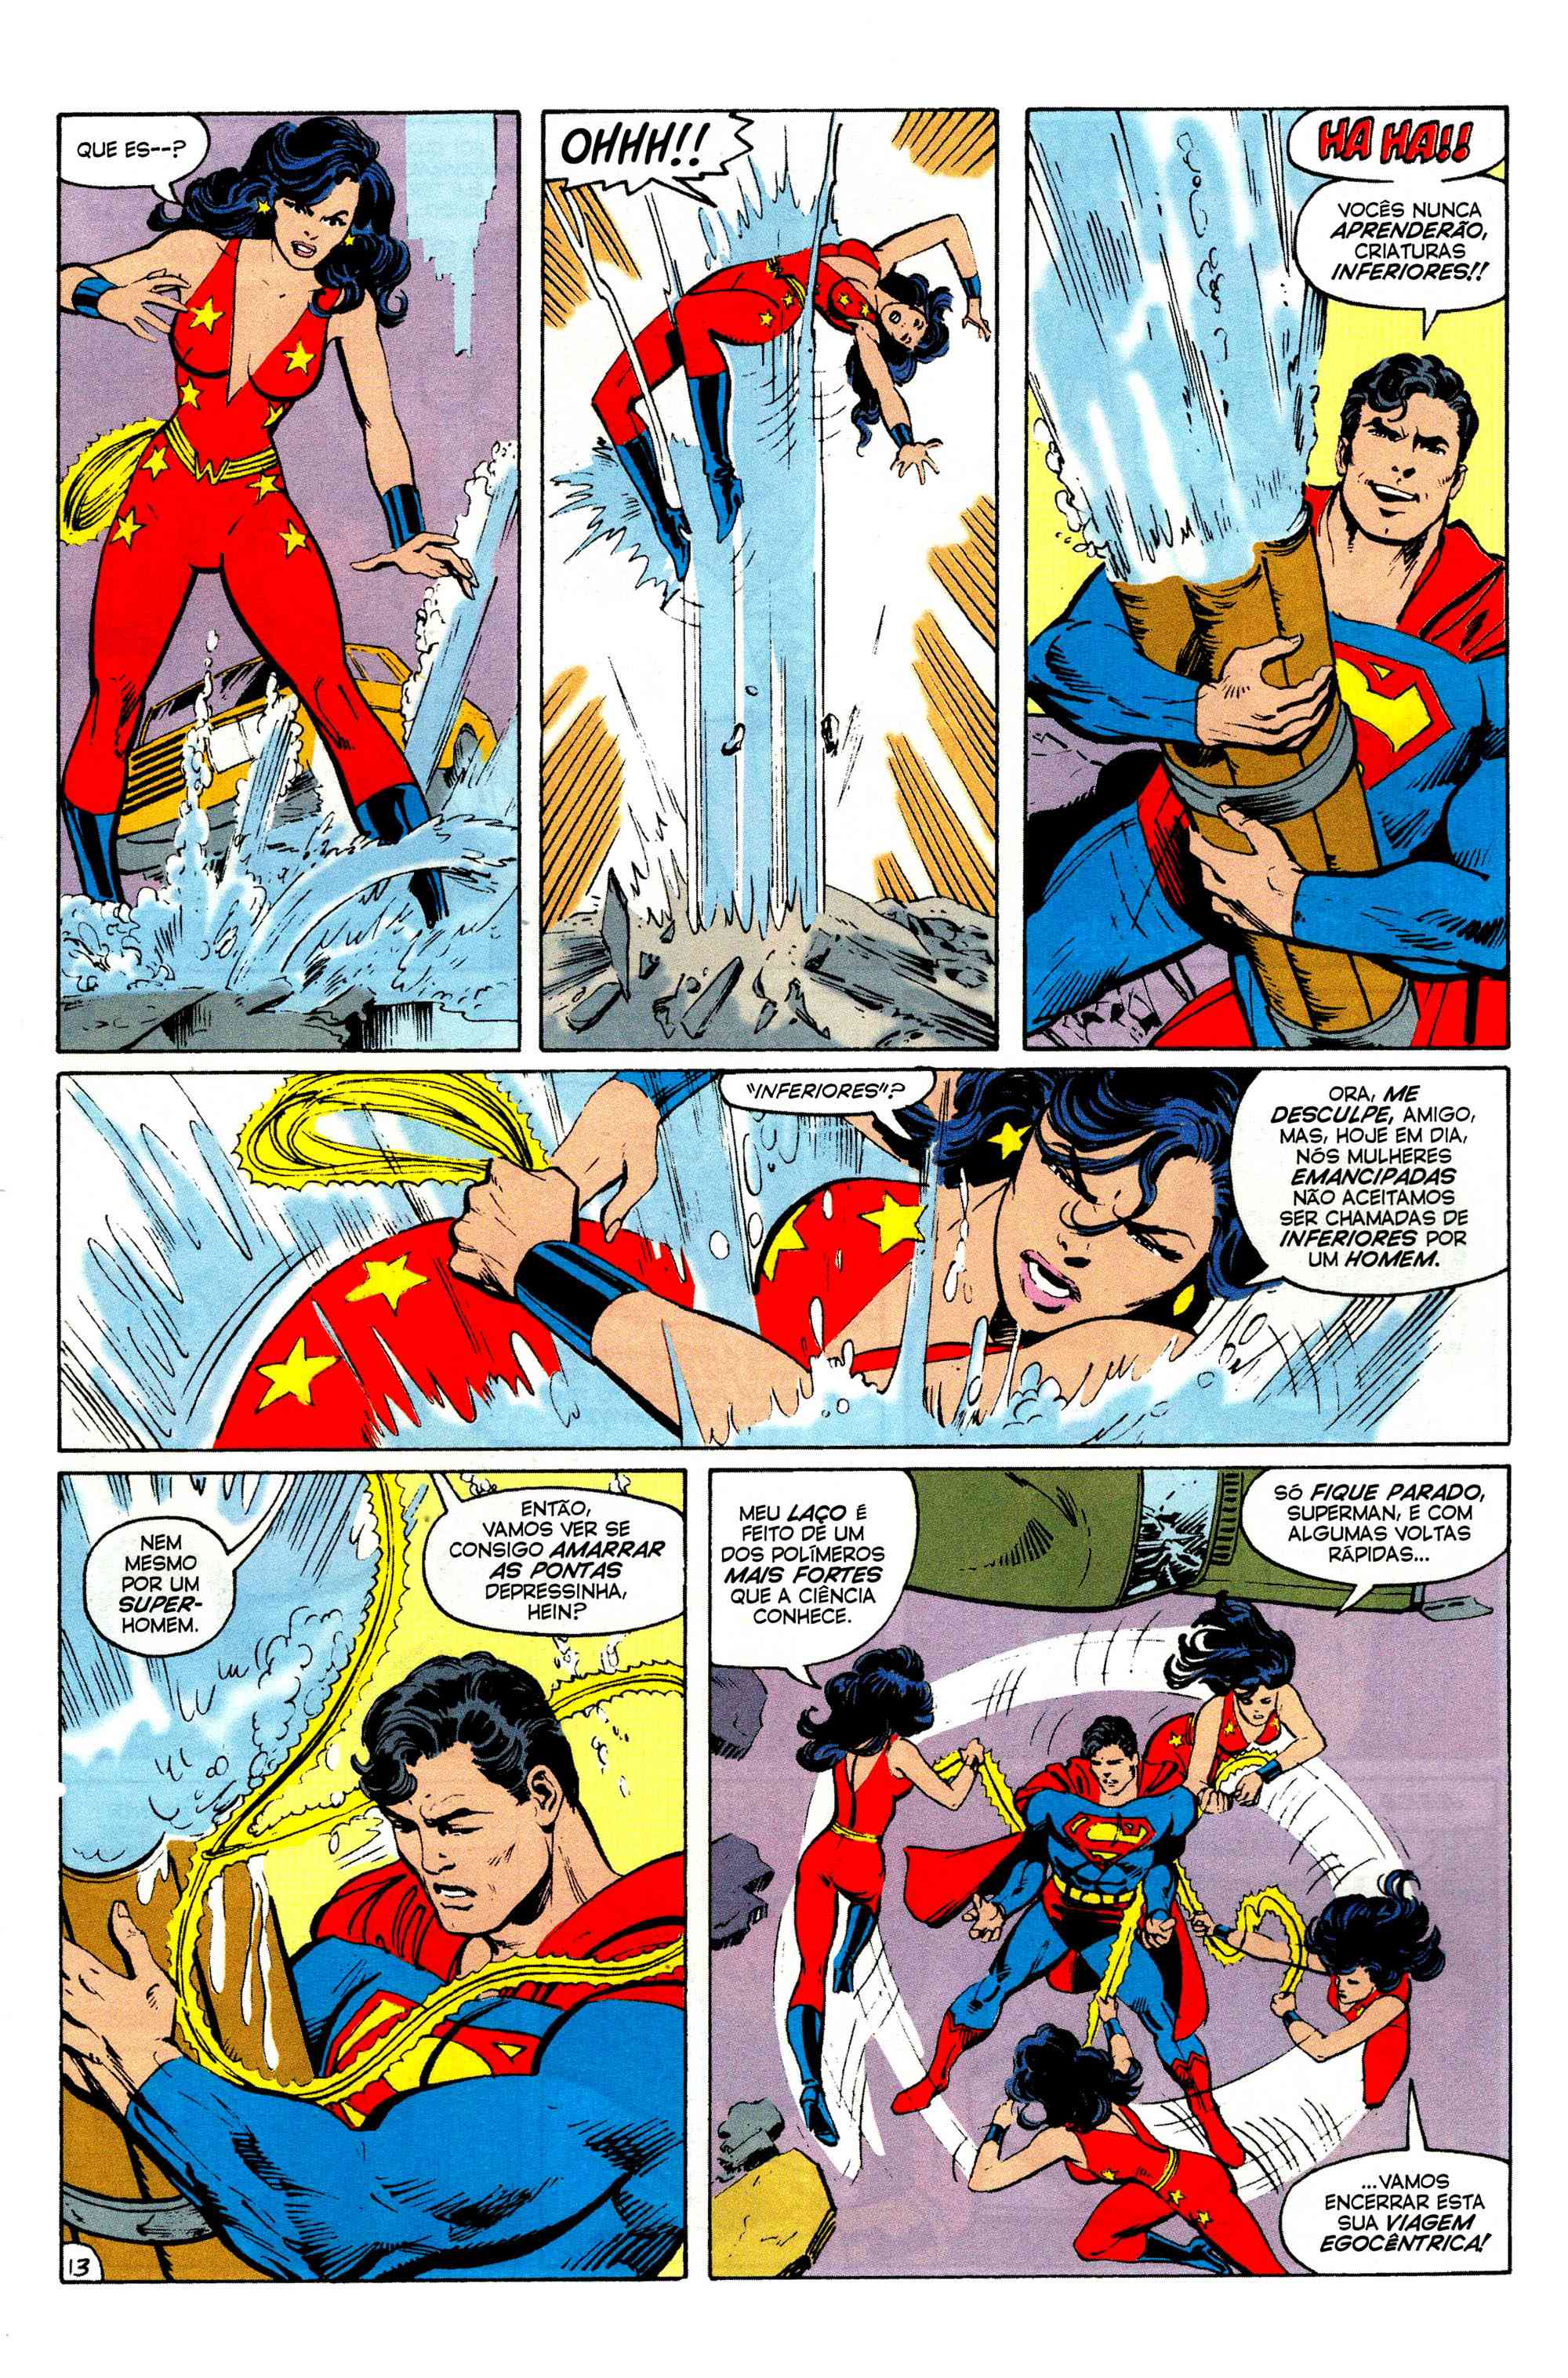 QUE ES--?
OHHH!!
HA HA!!
VOCÊS NUNCA
APRENDERÃO,
CRIATURAS
INFERIORES!!
"INFERIORES"?
ORA, ME
DESCULPE, AMIGO,
MAS, HOJE EM DIA,
NÓS MULHERES
EMANCIPADAS
NÃO ACEITAMOS
SER CHAMADAS DE
INFERIORES POR
UM HOMEM.
NEM
MESMO
POR UM
SUPER-
HOMEM.
ENTÃO,
VAMOS VER SE
CONSIGO AMARRAR
AS PONTAS
DEPRESSINHA,
HEIN?
MEU LAÇO É
FEITO DE UM
DOS POLÍMEROS
MAIS FORTES
QUE A CIÊNCIA
CONHECE.
SÓ FIQUE PARADO,
SUPERMAN, E COM
ALGUMAS VOLTAS
RÁPIDAS...
...VAMOS
ENCERRAR ESTA
SUA VIAGEM
EGOCÊNTRICA!
13